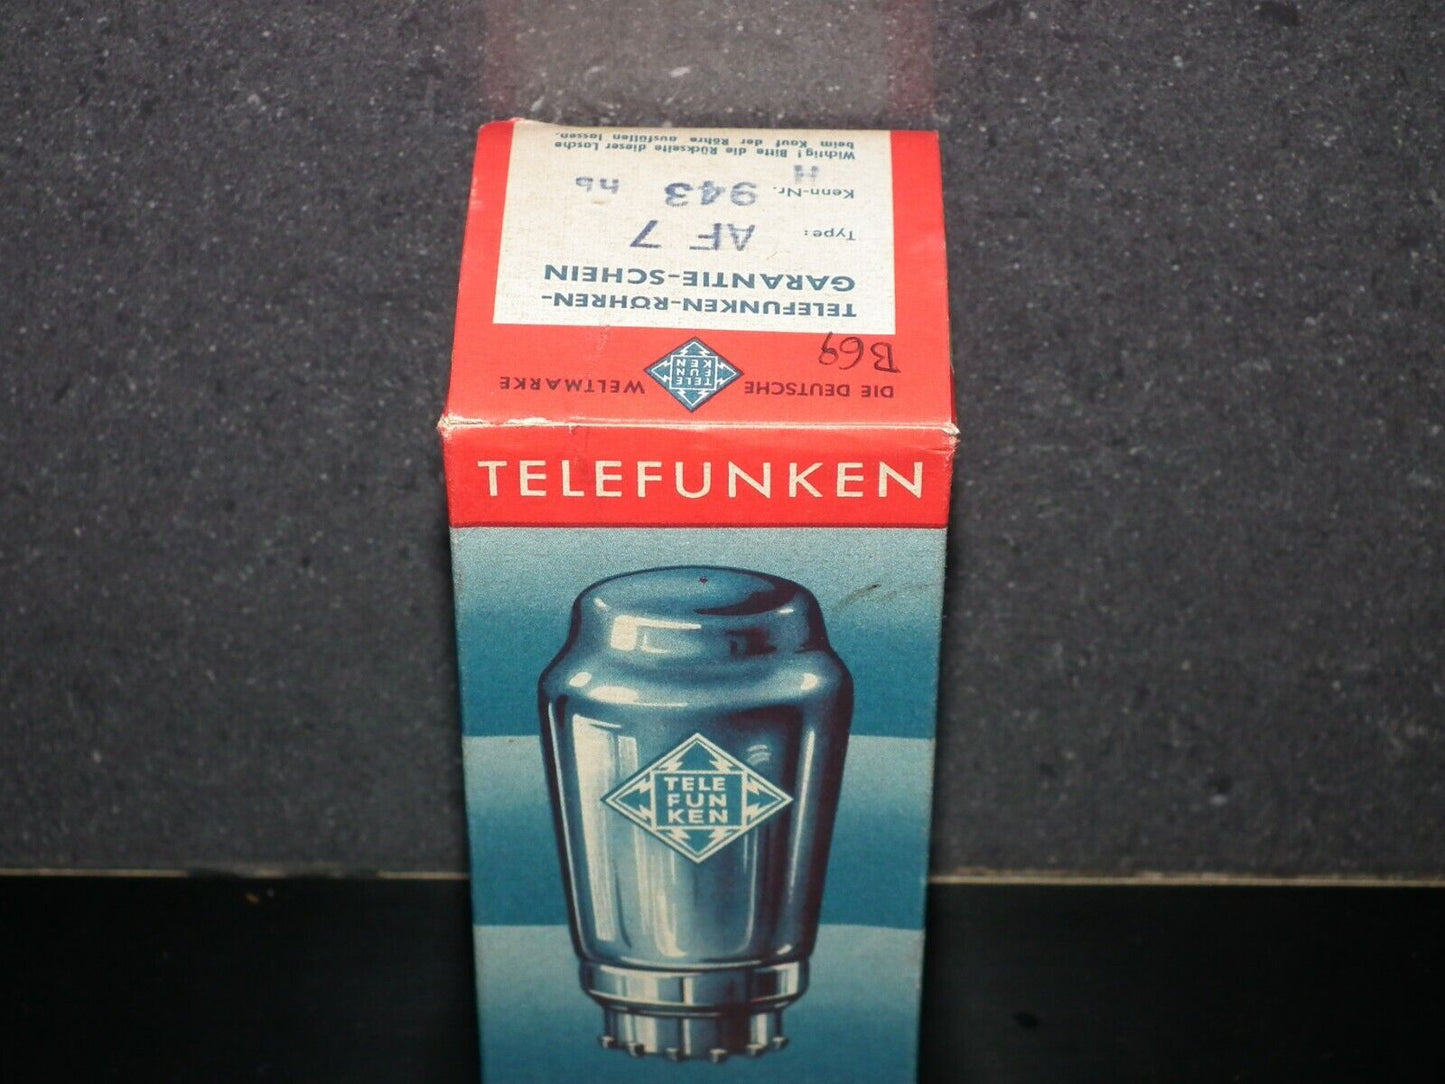 DIE DEUTSCHE WELTMARKE
TELE
FUN
KEN
B69
TELEFUNKEN-RÖHREN-
GARANTIE-SCHEIN
Type: AF 7
Kenn-Nr. 943 hb
H
Wichtig! Bitte die Rückseite dieser Lasche
beim Kauf der Röhre ausfüllen lassen.
TELEFUNKEN
TELE
FUN
KEN